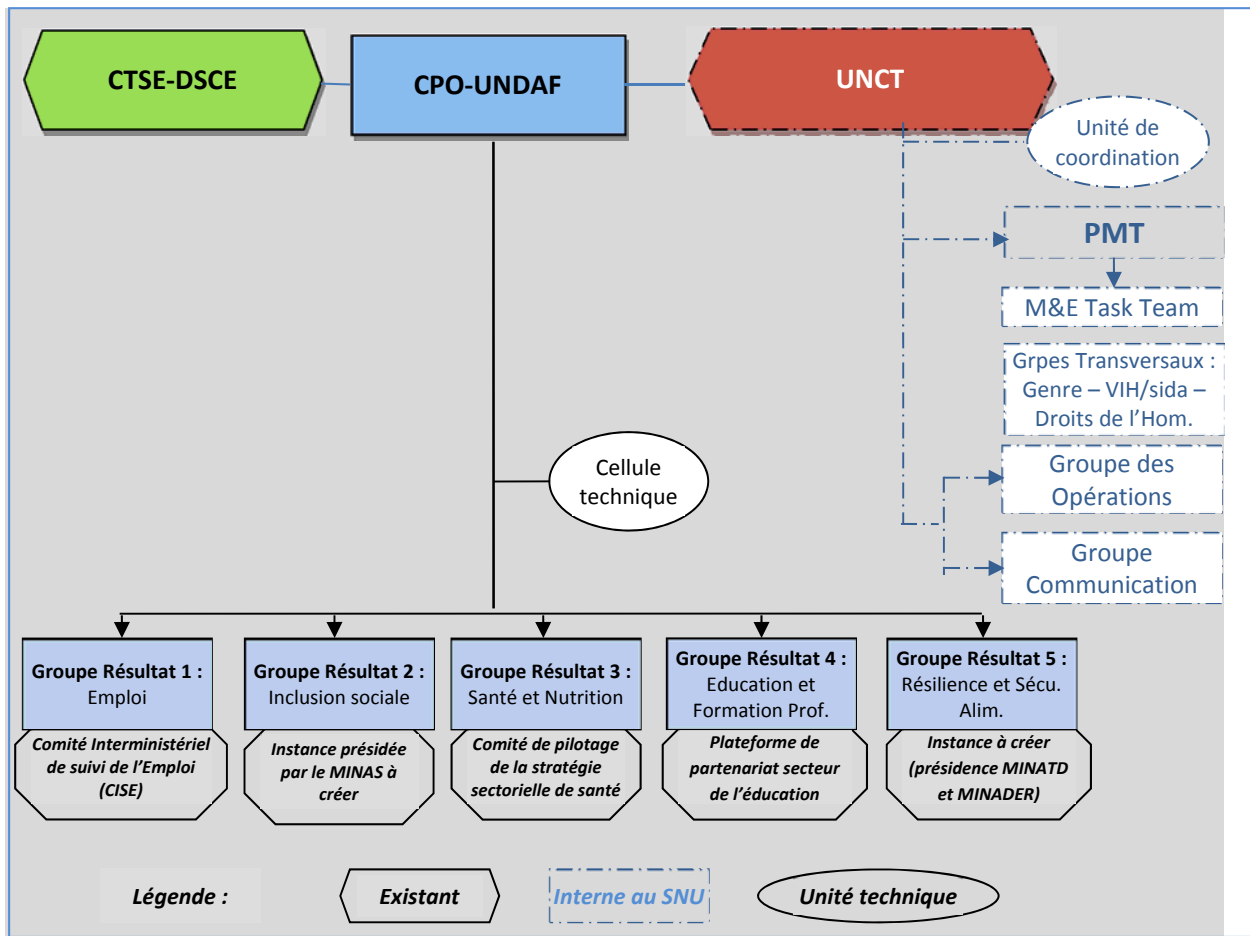 CTSE-DSCE
CPO-UNDAF
UNCT
Unité de
coordination
PMT
M&E Task Team
Grpes Transversaux :
Genre – VIH/sida –
Droits de l'Hom.
Groupe des
Opérations
Groupe
Communication
Cellule
technique
Groupe Résultat 1 :
Emploi
Groupe Résultat 2 :
Inclusion sociale
Groupe Résultat 3 :
Santé et Nutrition
Groupe Résultat 4 :
Education et
Formation Prof.
Groupe Résultat 5 :
Résilience et Sécu.
Alim.
Comité Interministériel
de suivi de l'Emploi
(CISE)
Instance présidée
par le MINAS à
créer
Comité de pilotage
de la stratégie
sectorielle de santé
Plateforme de
partenariat secteur
de l'éducation
Instance à créer
(présidence MINATD
et MINADER)
Légende :
Existant
Interne au SNU
Unité technique